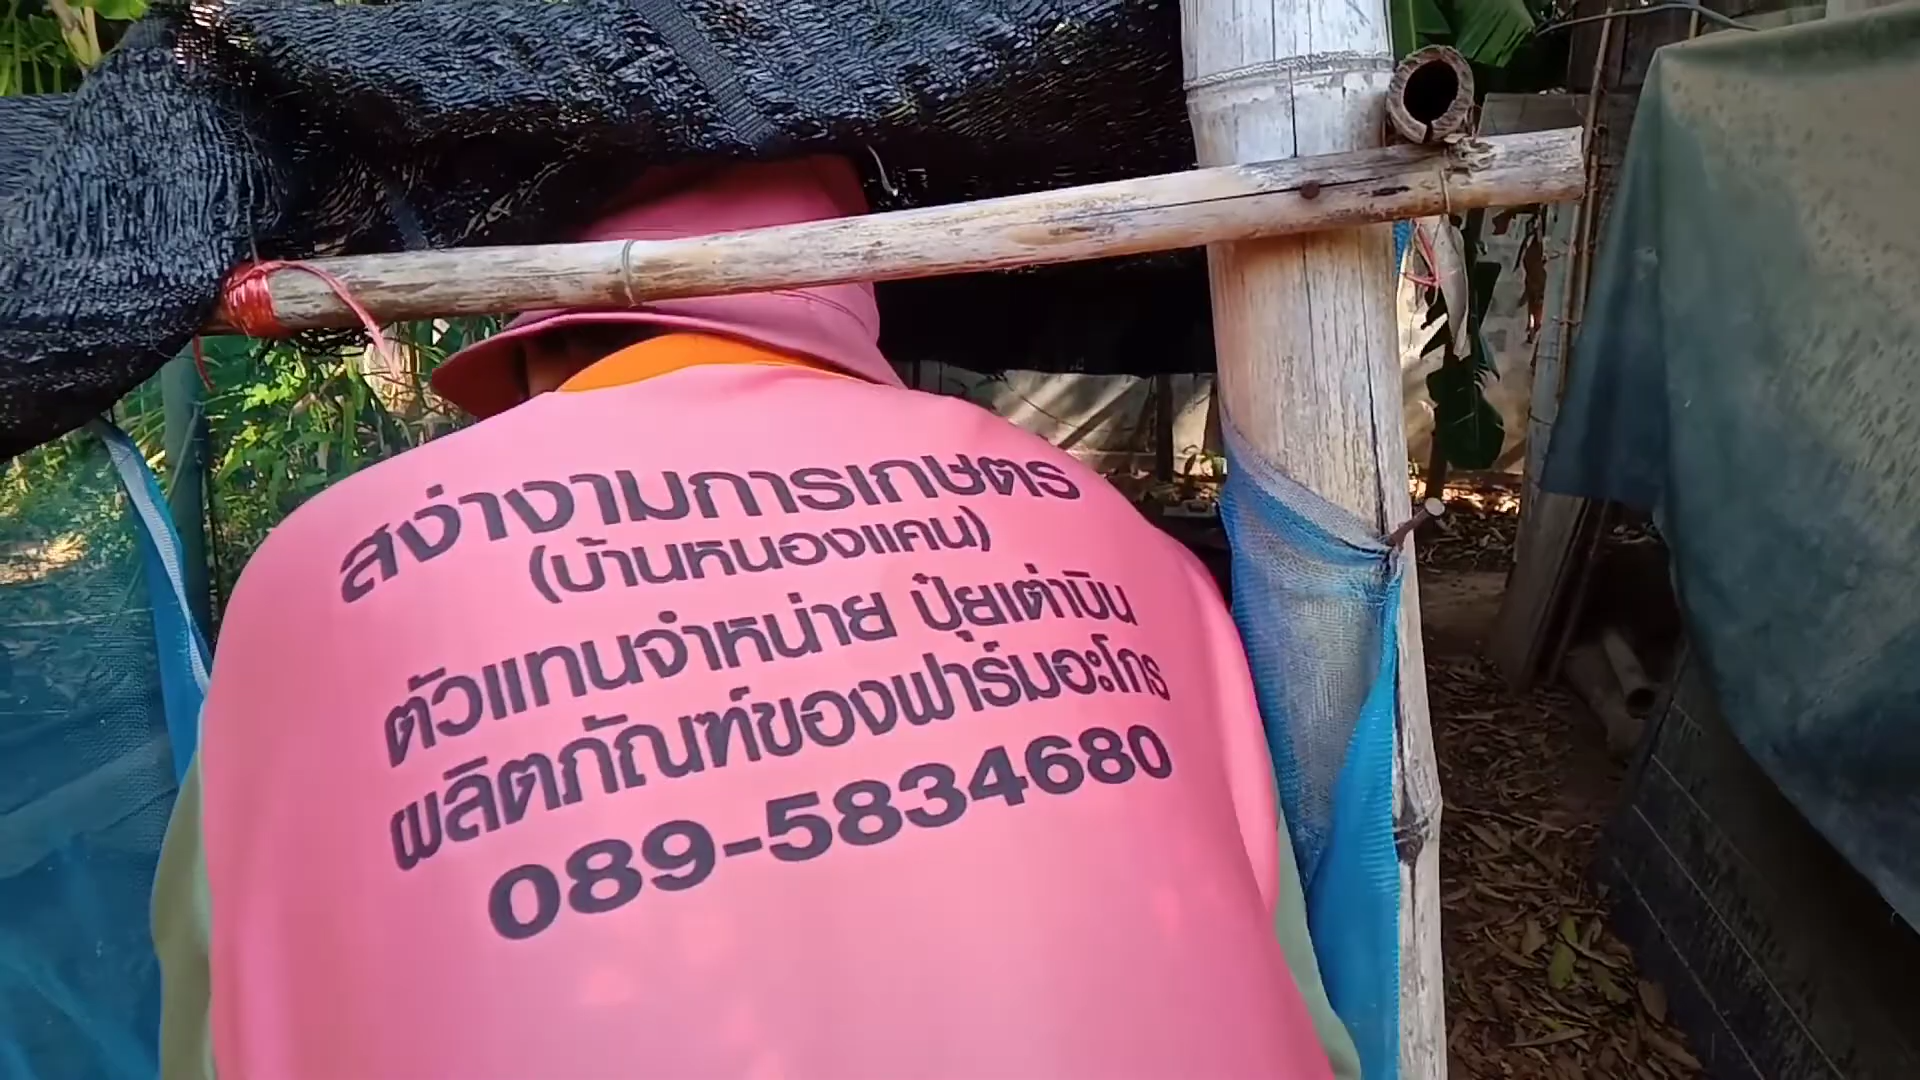 สง่างามการเกษตร
(บ้านหนองแคน)
ตัวแทนจำหน่าย ปุ๋ยเต่าบิน
ผลิตภัณฑ์ของฟาร์มอะโกร
089-5834680